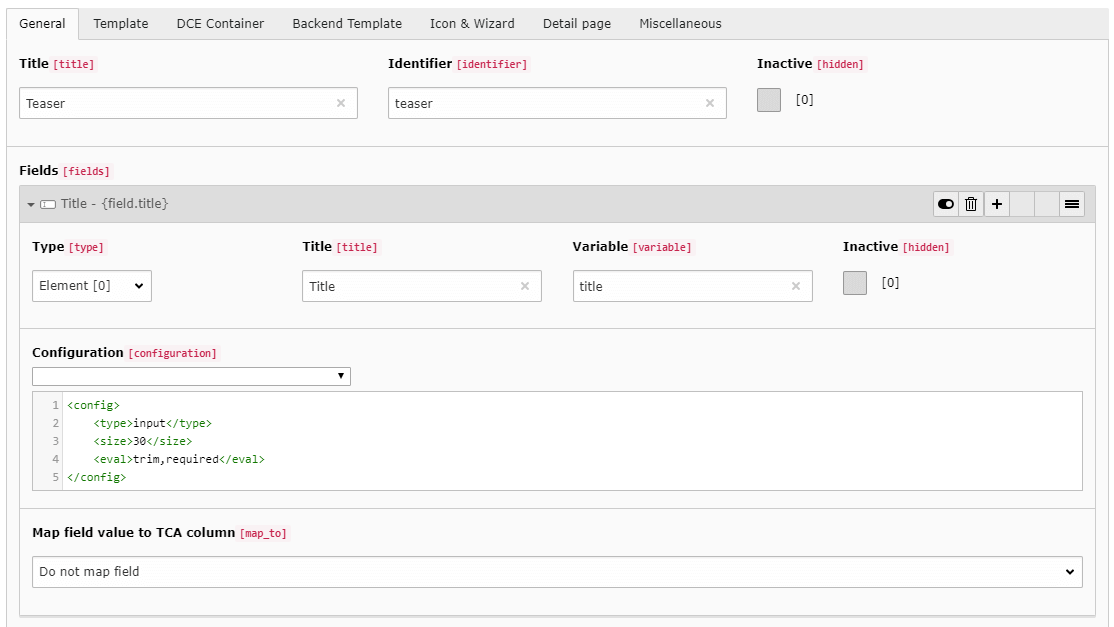 General Template DCE Container Backend Template Icon & Wizard Detail page Miscellaneous
Title [title] Identifier [identifier] Inactive [hidden]
Teaser × teaser × [0]
Fields [fields]
Title - {field.title}
Type [type] Title [title] Variable [variable] Inactive [hidden]
Element [0] Title × title × [0]
Configuration [configuration]
1 <config>
2 <type>input</type>
3 <size>30</size>
4 <eval>trim,required</eval>
5 </config>
Map field value to TCA column [map_to]
Do not map field